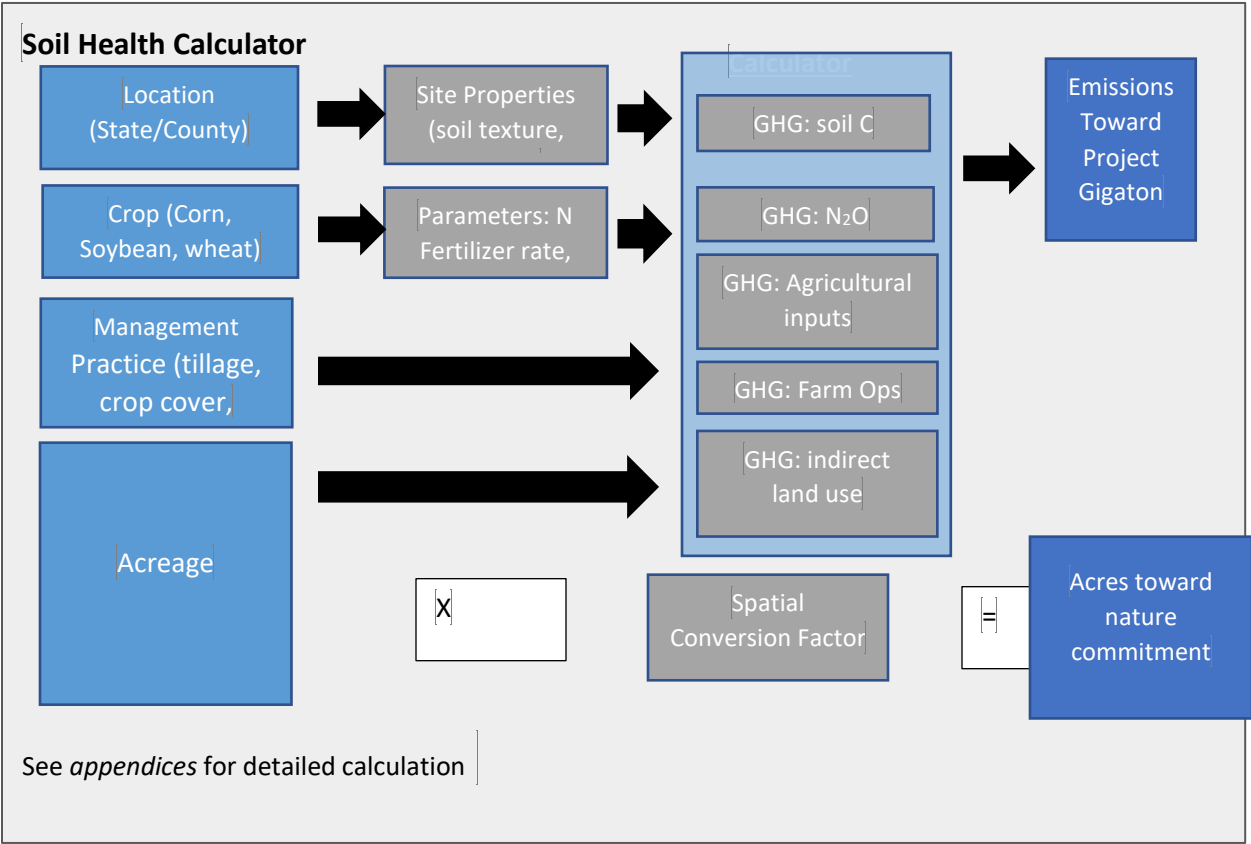 Soil Health Calculator
Location
(State/County)
Site Properties
(soil texture,
Calculator
GHG: soil C
Emissions
Toward
Project
Gigaton
Crop (Corn,
Soybean, wheat)
Parameters: N
Fertilizer rate,
GHG: N₂O
GHG: Agricultural
inputs
Management
Practice (tillage,
crop cover,
GHG: Farm Ops
GHG: indirect
land use
Acreage
X
Spatial
Conversion Factor
=
Acres toward
nature
commitment
See appendices for detailed calculation